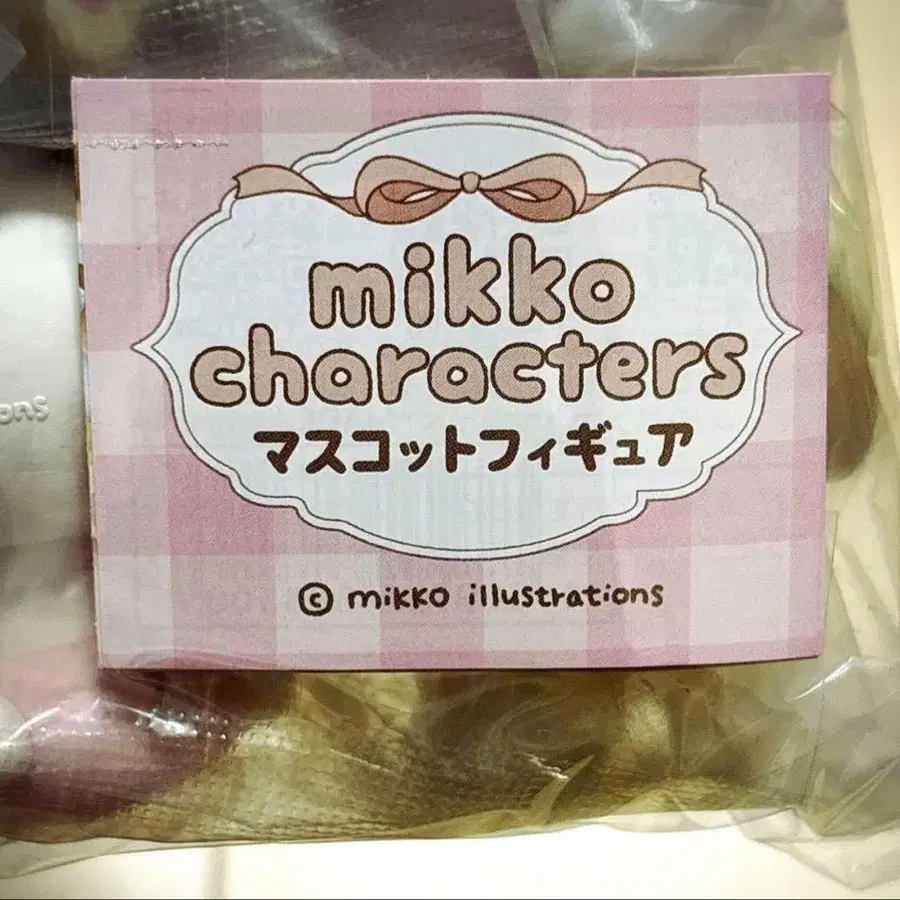 mikko
characters
マスコットフィギュア
© mikko illustrations